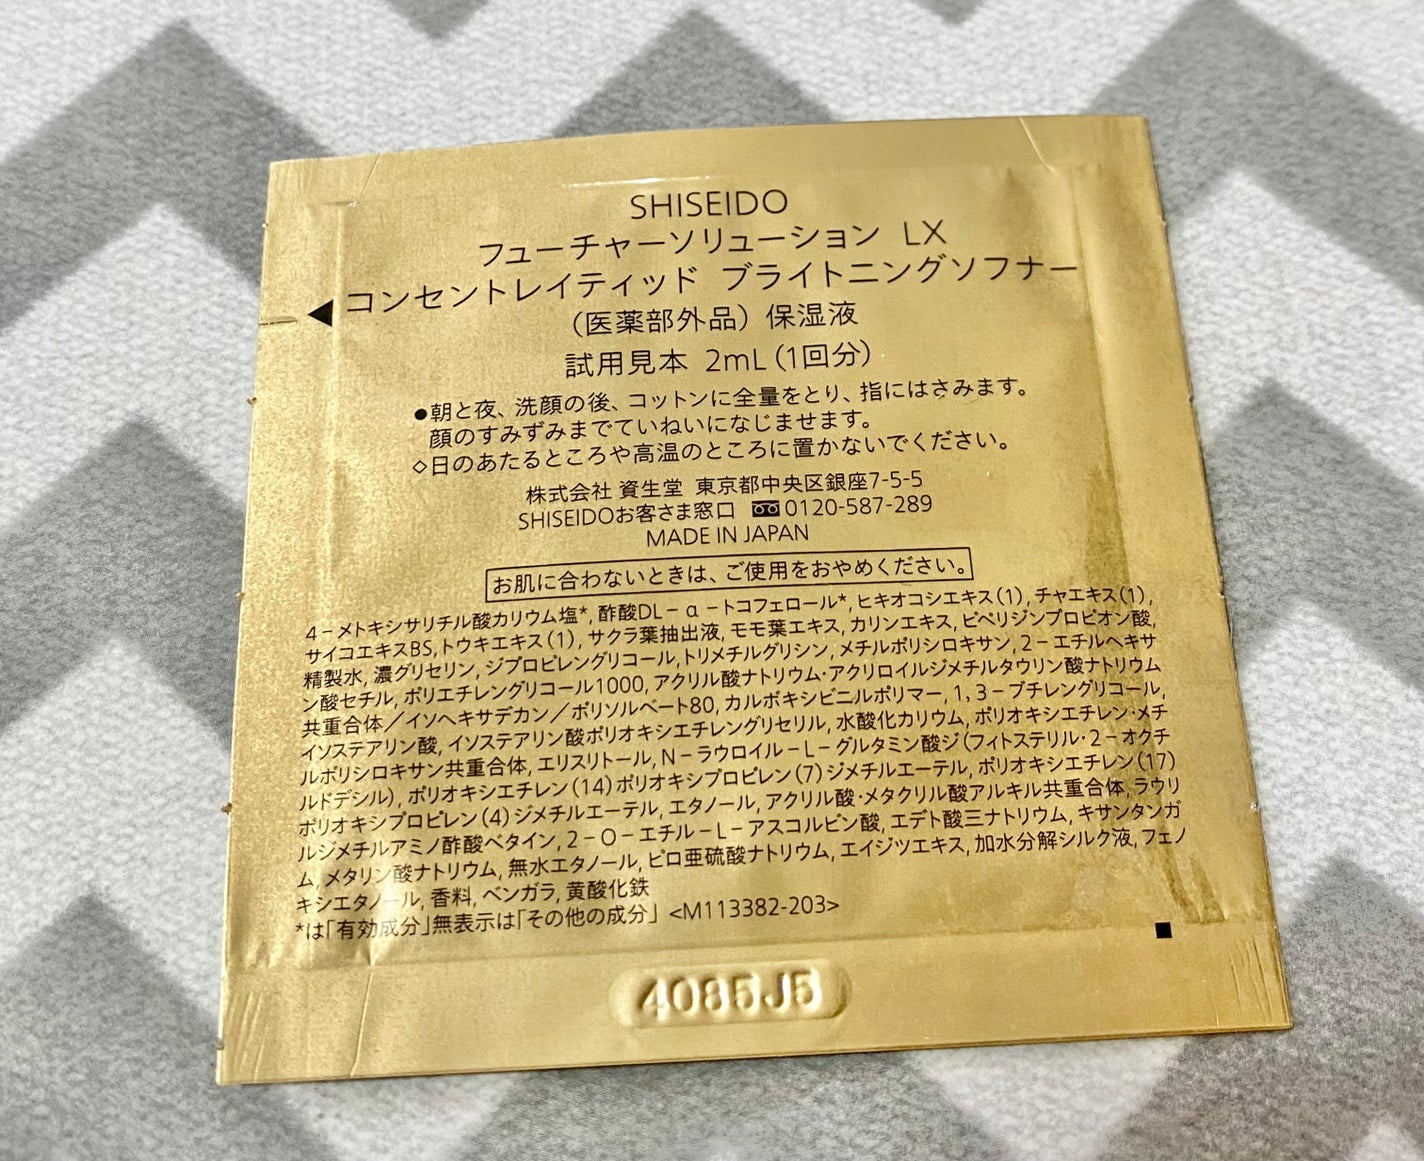 SHISEIDO
フューチャーソリューション LX
コンセントレイティッド ブライトニングソフナー
（医薬部外品）保湿液
試用見本 2mL（1回分）
●朝と夜、洗顔の後、コットンに全量をとり、指にはさみます。
顔のすみずみまでていねいになじませます。
◇日のあたるところや高温のところに置かないでください。
株式会社 資生堂 東京都中央区銀座7-5-5
SHISEIDOお客さま窓口 0120-587-289
MADE IN JAPAN
お肌に合わないときは、ご使用をおやめください。
4－メトキシサリチル酸カリウム塩*, 酢酸DL－α－トコフェロール*, ヒキオコシエキス(1), チャエキス(1),
サイコエキスBS, トウキエキス(1), サクラ葉抽出液, モモ葉エキス, カリンエキス, ピペリジンプロピオン酸,
精製水, 濃グリセリン, ジプロピレングリコール, トリメチルグリシン, メチルポリシロキサン, 2－エチルヘキサ
ン酸セチル, ポリエチレングリコール1000, アクリル酸ナトリウム・アクリロイルジメチルタウリン酸ナトリウム
共重合体／イソヘキサデカン／ポリソルベート80, カルボキシビニルポリマー, 1, 3－ブチレングリコール,
イソステアリン酸, イソステアリン酸ポリオキシエチレングリセリル, 水酸化カリウム, ポリオキシエチレン・メチ
ルポリシロキサン共重合体, エリスリトール, N－ラウロイル－L－グルタミン酸ジ(フィトステリル・2－オクチ
ルドデシル), ポリオキシエチレン(14)ポリオキシプロピレン(7)ジメチルエーテル, ポリオキシエチレン(17)
ポリオキシプロピレン(4)ジメチルエーテル, エタノール, アクリル酸・メタクリル酸アルキル共重合体, ラウリ
ルジメチルアミノ酢酸ベタイン, 2－O－エチル－L－アスコルビン酸, エデト酸三ナトリウム, キサンタンガ
ム, メタリン酸ナトリウム, 無水エタノール, ピロ亜硫酸ナトリウム, エイジツエキス, 加水分解シルク液, フェノ
キシエタノール, 香料, ベンガラ, 黄酸化鉄
*は「有効成分」無表示は「その他の成分」 <M113382-203>
4085J5